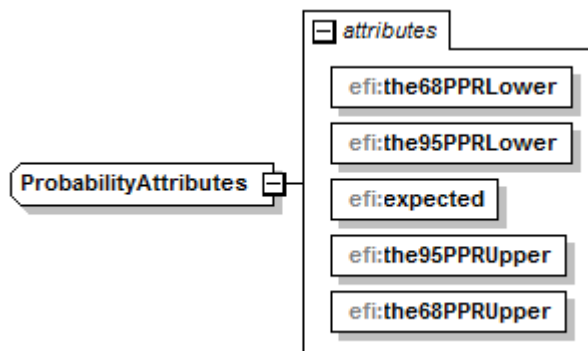 attributes
efi:the68PPRLower
efi:the95PPRLower
ProbabilityAttributes
efi:expected
efi:the95PPRUpper
efi:the68PPRUpper